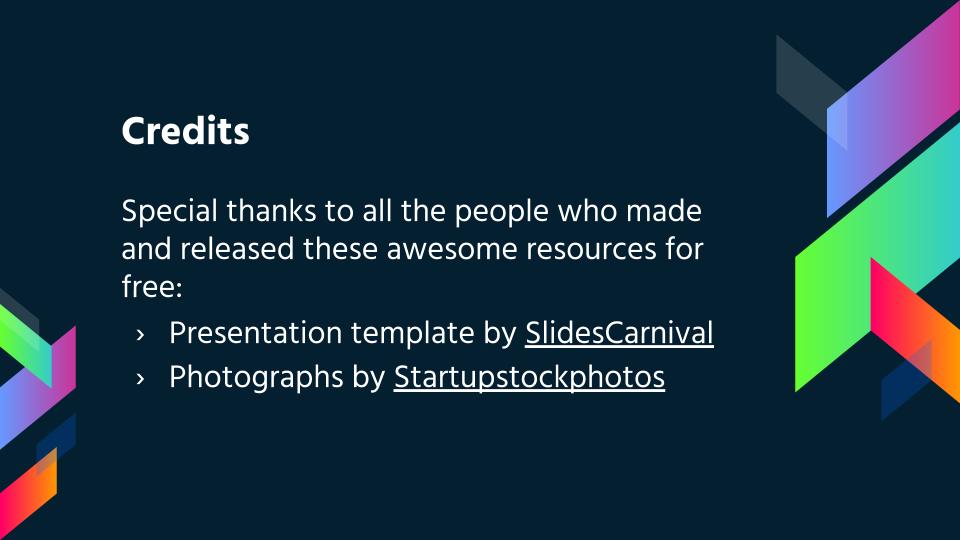 Credits
Special thanks to all the people who made
and released these awesome resources for
free:
› Presentation template by SlidesCarnival
› Photographs by Startupstockphotos